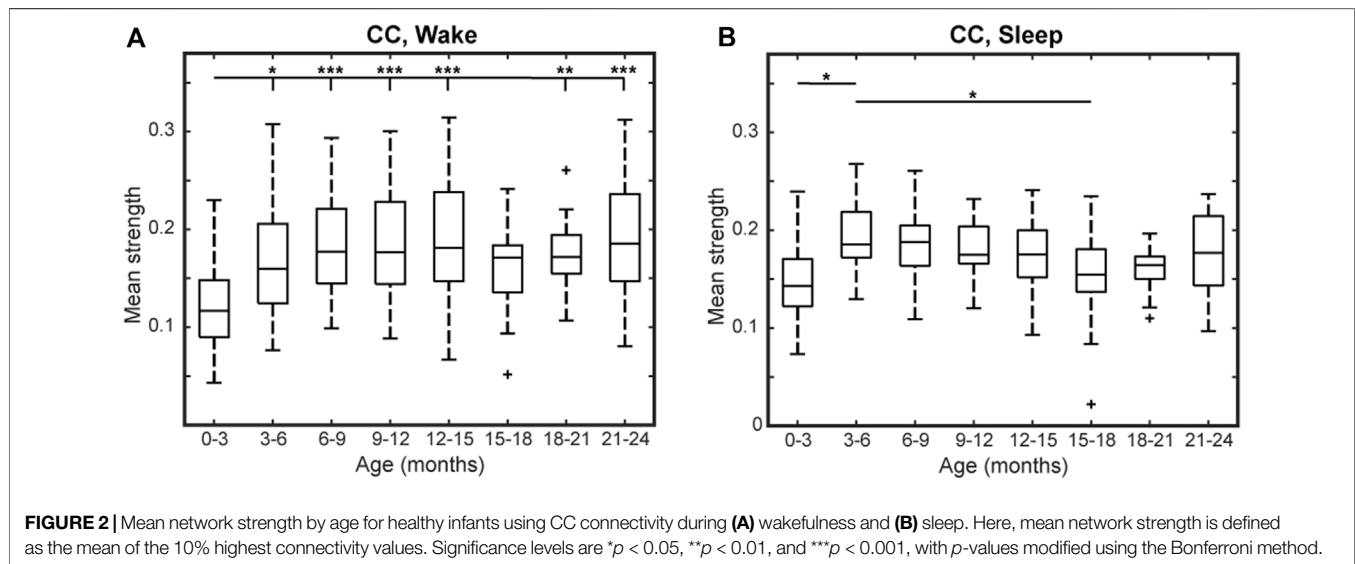 A
CC, Wake
* *** *** *** ** ***
0.3
0.2
0.1
Mean strength
0-3 3-6 6-9 9-12 12-15 15-18 18-21 21-24
Age (months)
B
CC, Sleep
*
*
0.3
0.2
0.1
0
Mean strength
0-3 3-6 6-9 9-12 12-15 15-18 18-21 21-24
Age (months)
FIGURE 2 | Mean network strength by age for healthy infants using CC connectivity during (A) wakefulness and (B) sleep. Here, mean network strength is defined
as the mean of the 10% highest connectivity values. Significance levels are *p < 0.05, **p < 0.01, and ***p < 0.001, with p-values modified using the Bonferroni method.